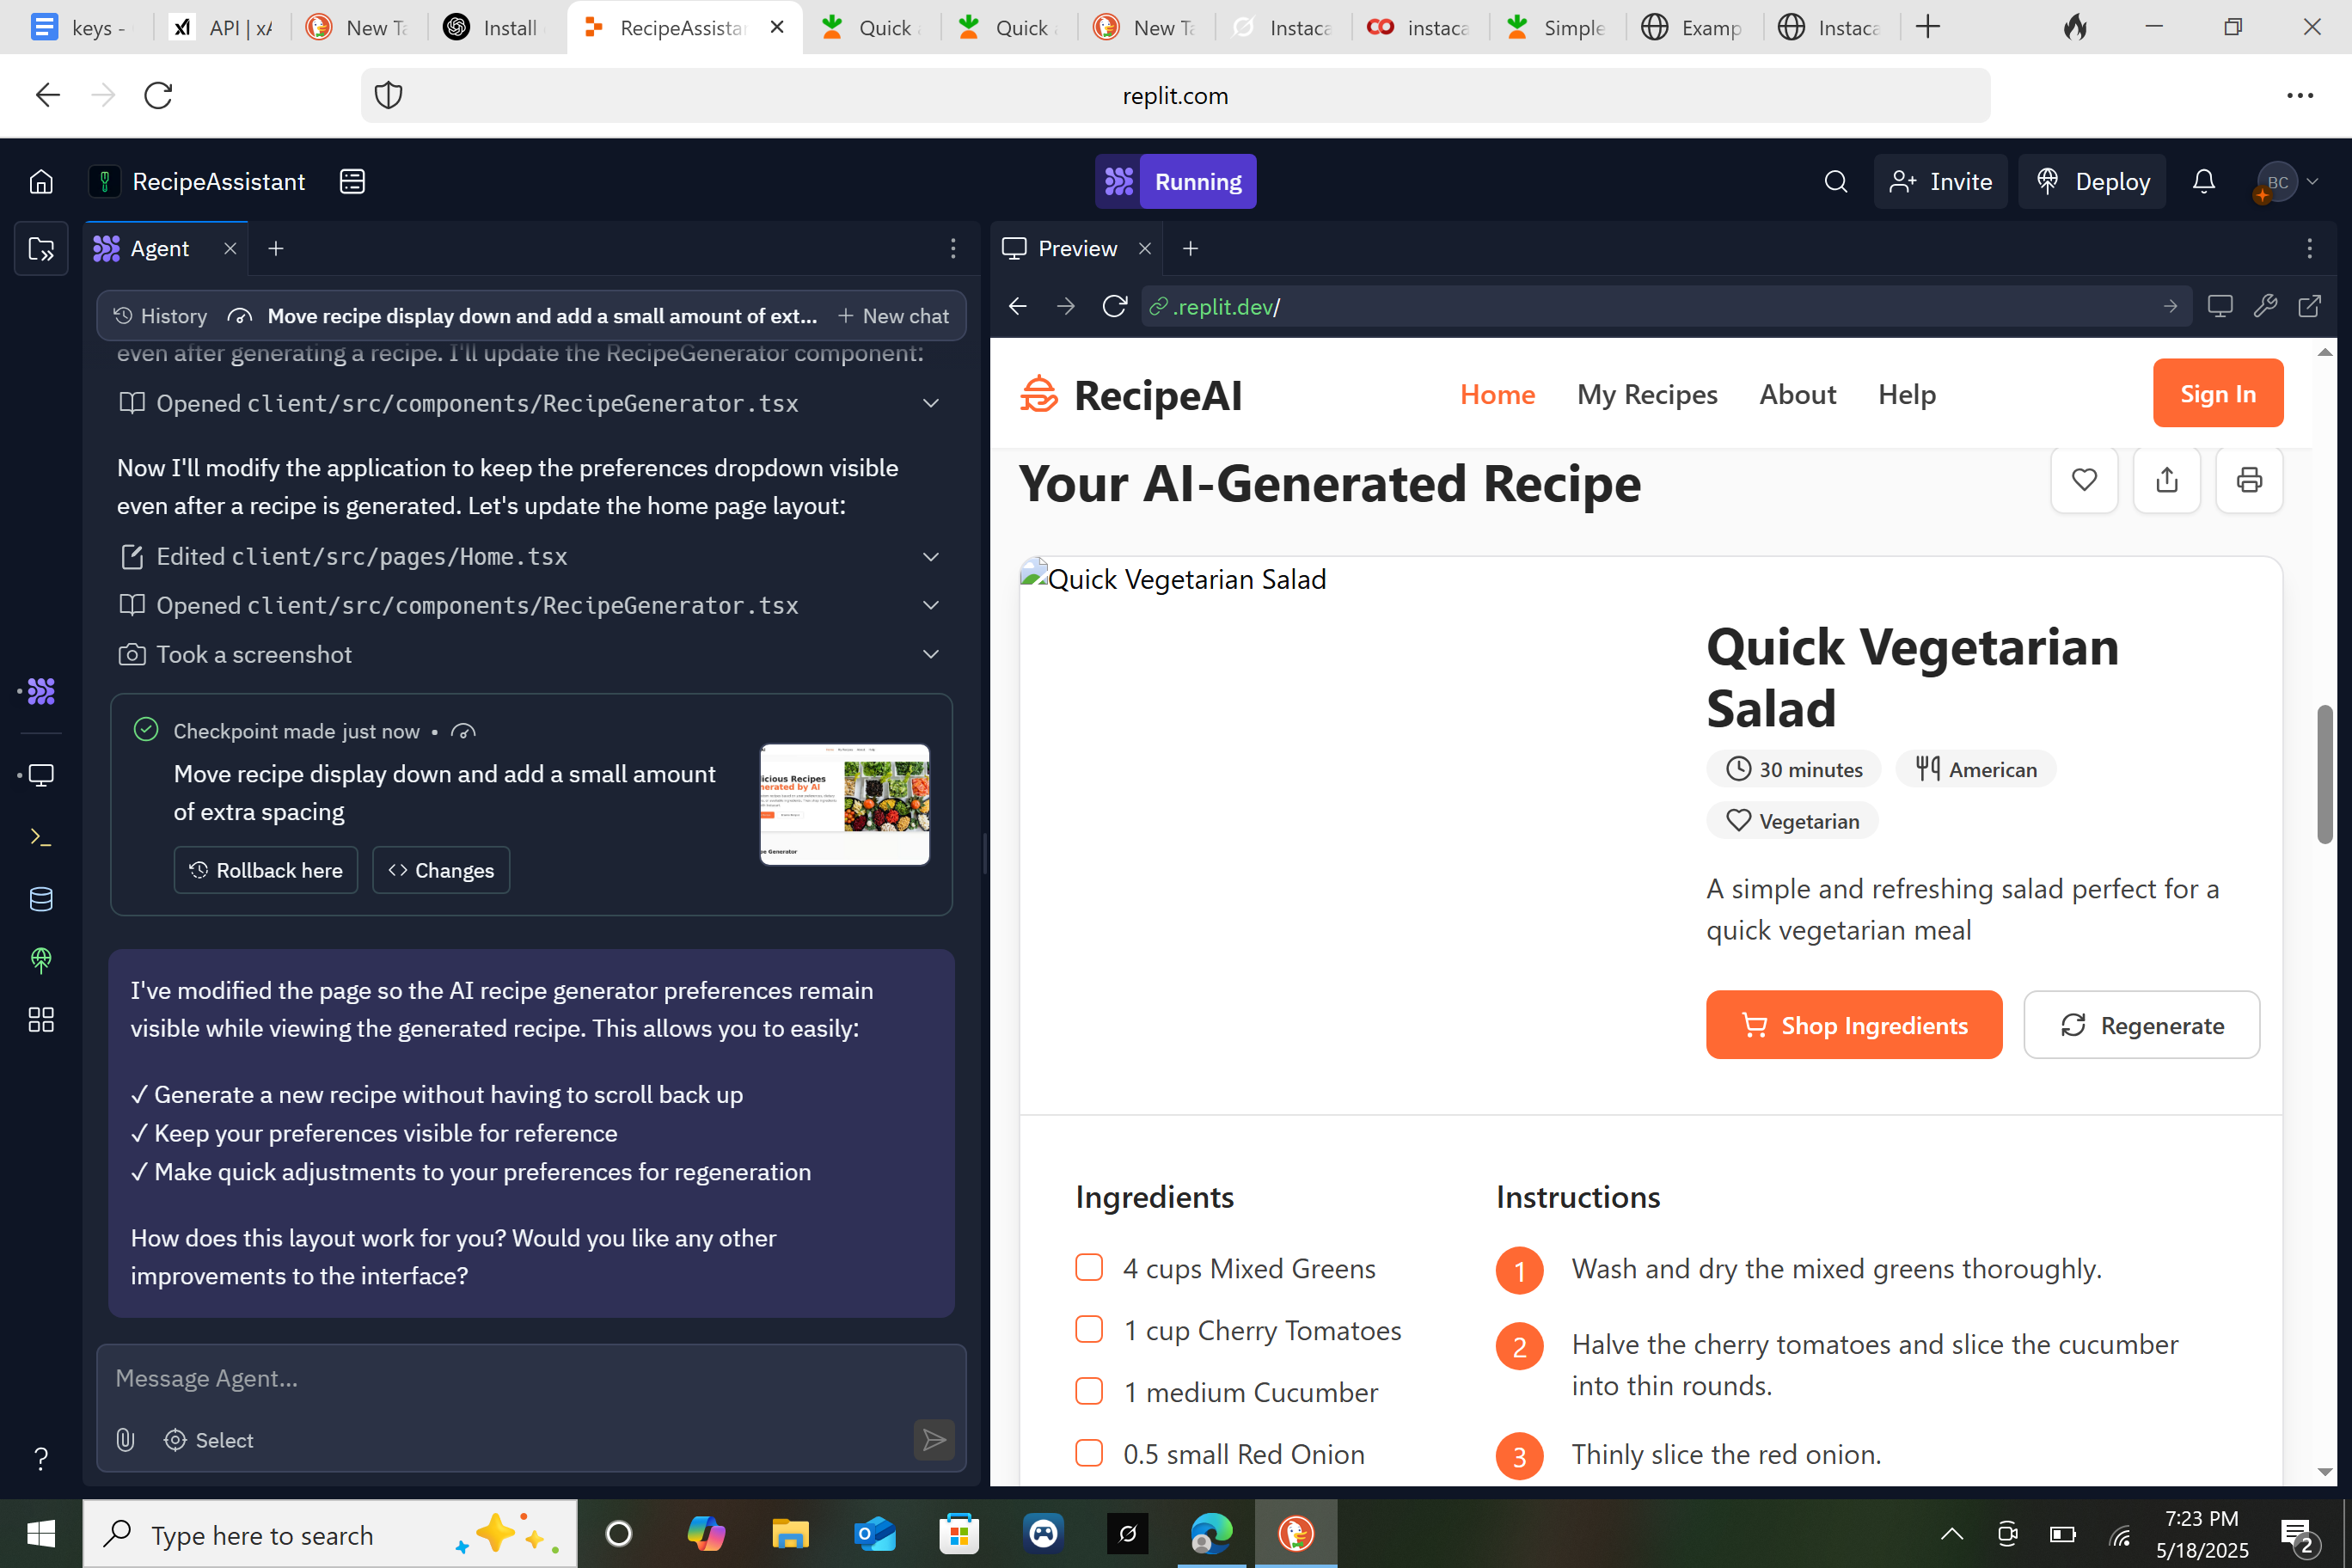 keys -
API | xA
New Ta
Install
RecipeAssistan
Quick
Quick
New Ta
Instaca
instaca
Simple
Examp
Instaca
replit.com
RecipeAssistant
Running
Invite
Deploy
BC
Agent
Preview
History
Move recipe display down and add a small amount of ext...
New chat
.replit.dev/
even after generating a recipe. I'll update the RecipeGenerator component:
Opened client/src/components/RecipeGenerator.tsx
Now I'll modify the application to keep the preferences dropdown visible
even after a recipe is generated. Let's update the home page layout:
Edited client/src/pages/Home.tsx
Opened client/src/components/RecipeGenerator.tsx
Took a screenshot
Checkpoint made just now •
Move recipe display down and add a small amount
of extra spacing
Rollback here
Changes
licious Recipes
nerated by AI
pe Generator
I've modified the page so the AI recipe generator preferences remain
visible while viewing the generated recipe. This allows you to easily:
✓ Generate a new recipe without having to scroll back up
✓ Keep your preferences visible for reference
✓ Make quick adjustments to your preferences for regeneration
How does this layout work for you? Would you like any other
improvements to the interface?
Message Agent...
Select
RecipeAI
Home
My Recipes
About
Help
Sign In
Your AI-Generated Recipe
Quick Vegetarian Salad
Quick Vegetarian
Salad
30 minutes
American
Vegetarian
A simple and refreshing salad perfect for a
quick vegetarian meal
Shop Ingredients
Regenerate
Ingredients
4 cups Mixed Greens
1 cup Cherry Tomatoes
1 medium Cucumber
0.5 small Red Onion
Instructions
1 Wash and dry the mixed greens thoroughly.
2 Halve the cherry tomatoes and slice the cucumber
into thin rounds.
3 Thinly slice the red onion.
Type here to search
7:23 PM
5/18/2025
2